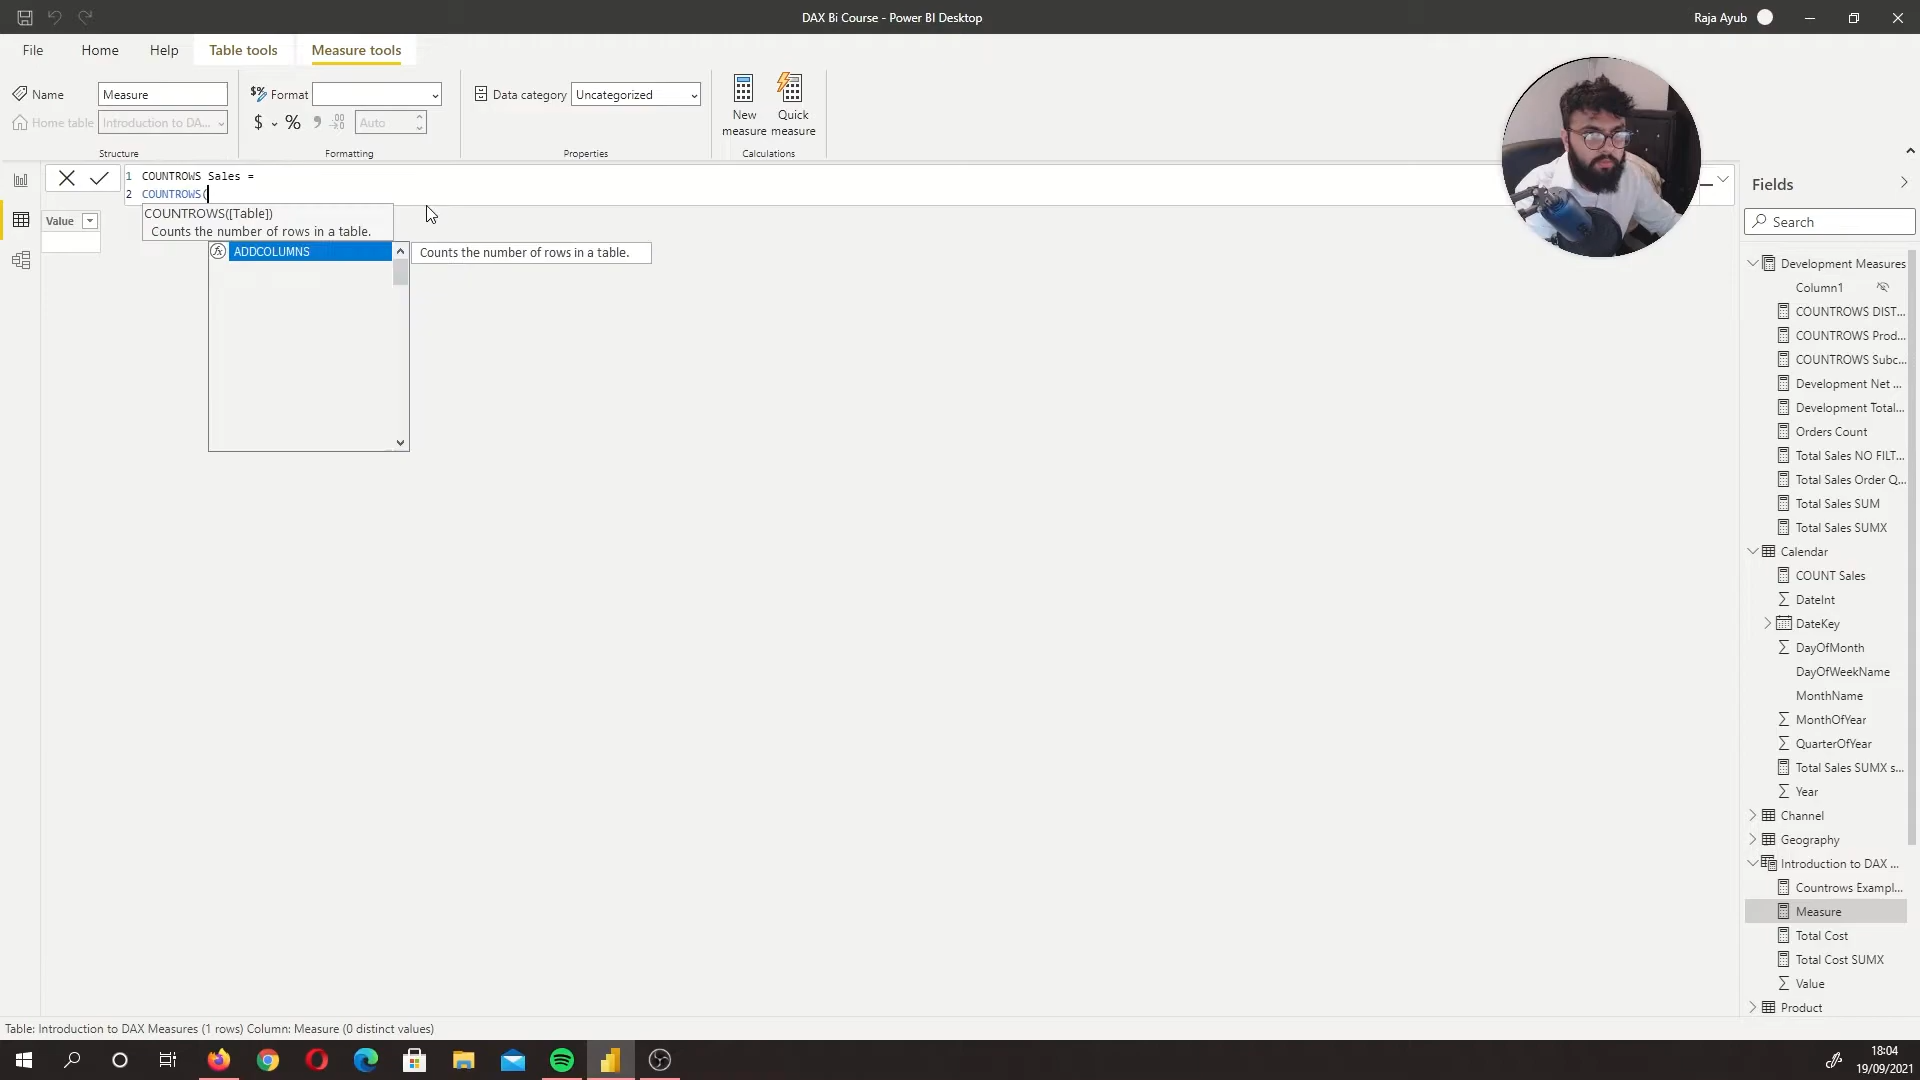 DAX Bi Course - Power BI Desktop
Raja Ayub
File
Home
Help
Table tools
Measure tools
Name
Measure
Format
Data category
Uncategorized
New
measure
Quick
measure
Home table
Introduction to DA...
$
%
Auto
Structure
Formatting
Properties
Calculations
1 COUNTROWS Sales =
2 COUNTROWS(
COUNTROWS([Table])
Counts the number of rows in a table.
ADDCOLUMNS
Counts the number of rows in a table.
Value
Fields
Search
Development Measures
Column1
COUNTROWS DIST...
COUNTROWS Prod...
COUNTROWS Subc...
Development Net ...
Development Total...
Orders Count
Total Sales NO FILT...
Total Sales Order Q...
Total Sales SUM
Total Sales SUMX
Calendar
COUNT Sales
DateInt
DateKey
DayOfMonth
DayOfWeekName
MonthName
MonthOfYear
QuarterOfYear
Total Sales SUMX s...
Year
Channel
Geography
Introduction to DAX ...
Countrows Exampl...
Measure
Total Cost
Total Cost SUMX
Value
Product
Table: Introduction to DAX Measures (1 rows) Column: Measure (0 distinct values)
18:04
19/09/2021